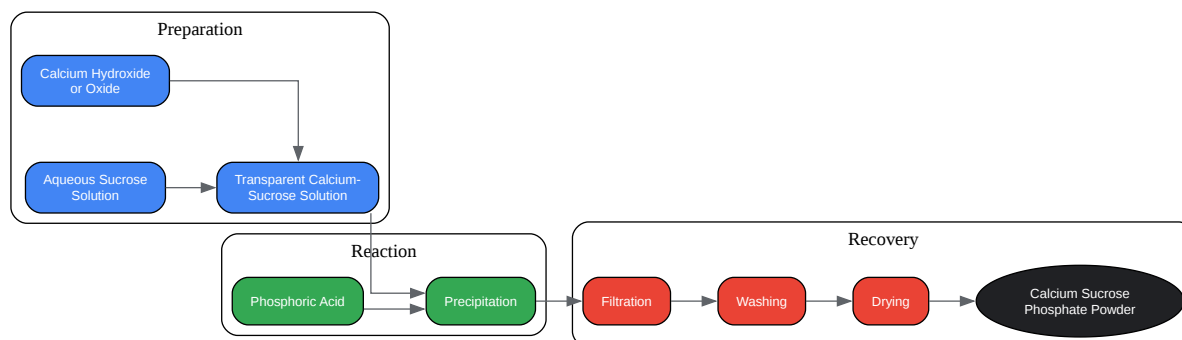 Preparation
Calcium Hydroxide
or Oxide
Aqueous Sucrose
Solution
Transparent Calcium-
Sucrose Solution
Reaction
Phosphoric Acid
Precipitation
Recovery
Filtration
Washing
Drying
Calcium Sucrose
Phosphate Powder